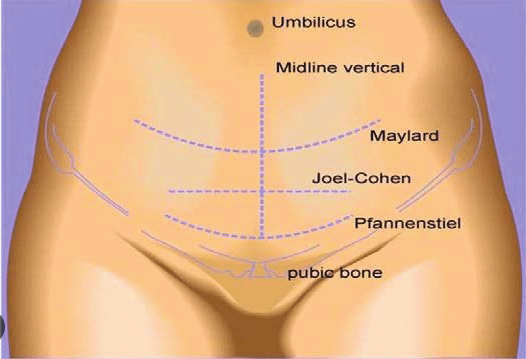 Umbilicus
Midline vertical
Maylard
Joel-Cohen
Pfannenstiel
pubic bone